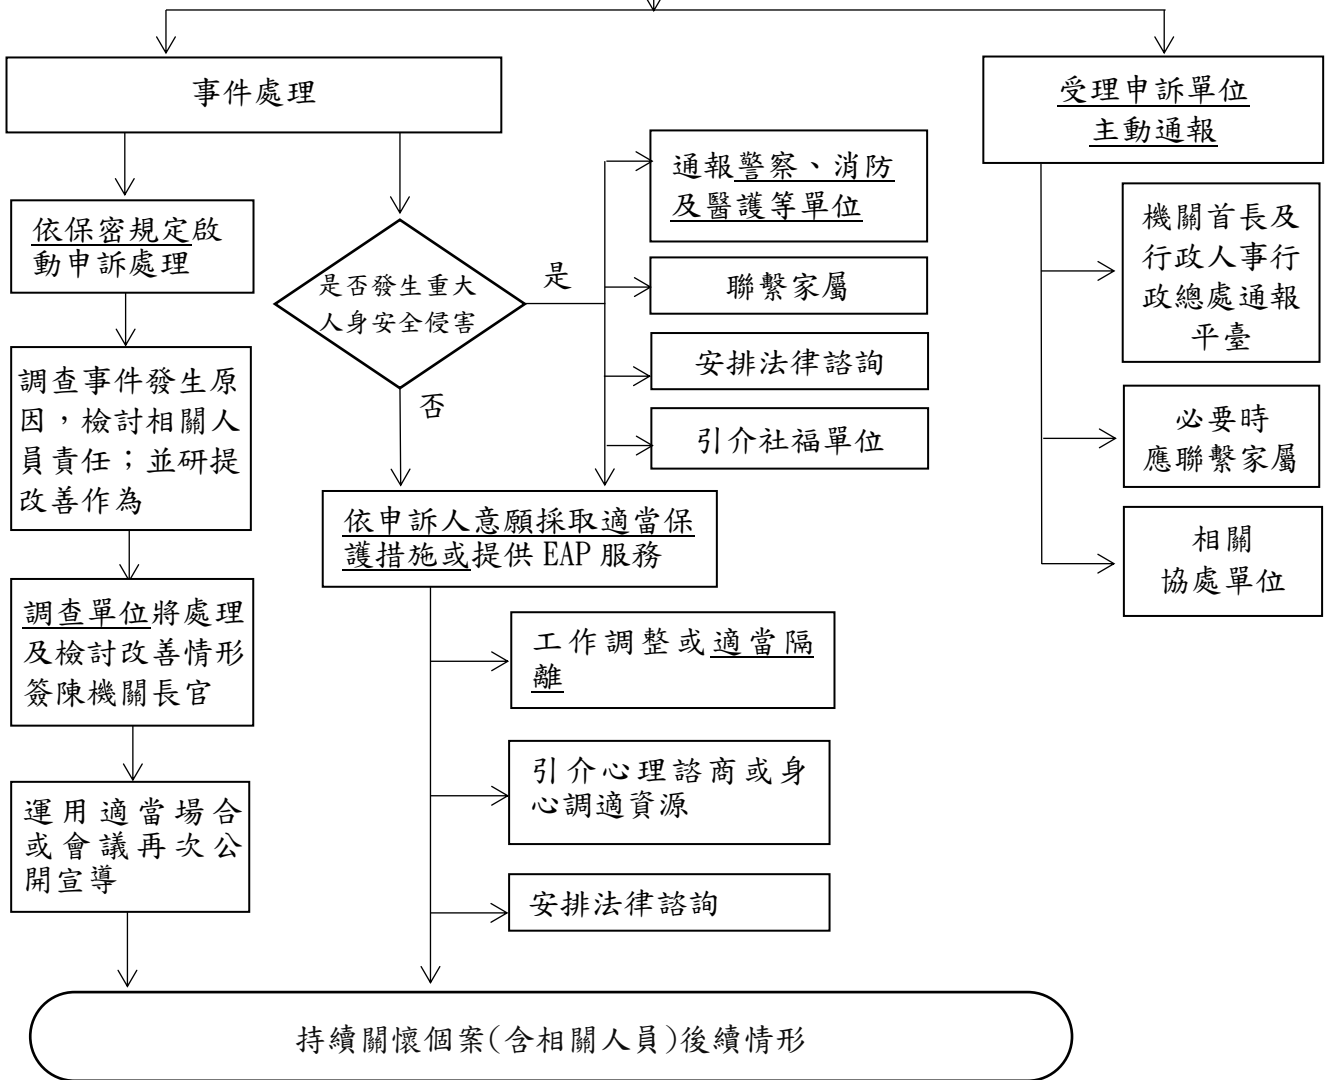 事件處理
受理申訴單位
主動通報
通報警察、消防
及醫護等單位
機關首長及
行政人事行
政總處通報
平臺
依保密規定啟
動申訴處理
是否發生重大
人身安全侵害
是
聯繫家屬
調查事件發生原
因，檢討相關人
員責任；並研提
改善作為
安排法律諮詢
否
引介社福單位
必要時
應聯繫家屬
依申訴人意願採取適當保
護措施或提供 EAP 服務
相關
協處單位
調查單位將處理
及檢討改善情形
簽陳機關長官
工作調整或適當隔
離
引介心理諮商或身
心調適資源
運用適當場合
或會議再次公
開宣導
安排法律諮詢
持續關懷個案(含相關人員)後續情形